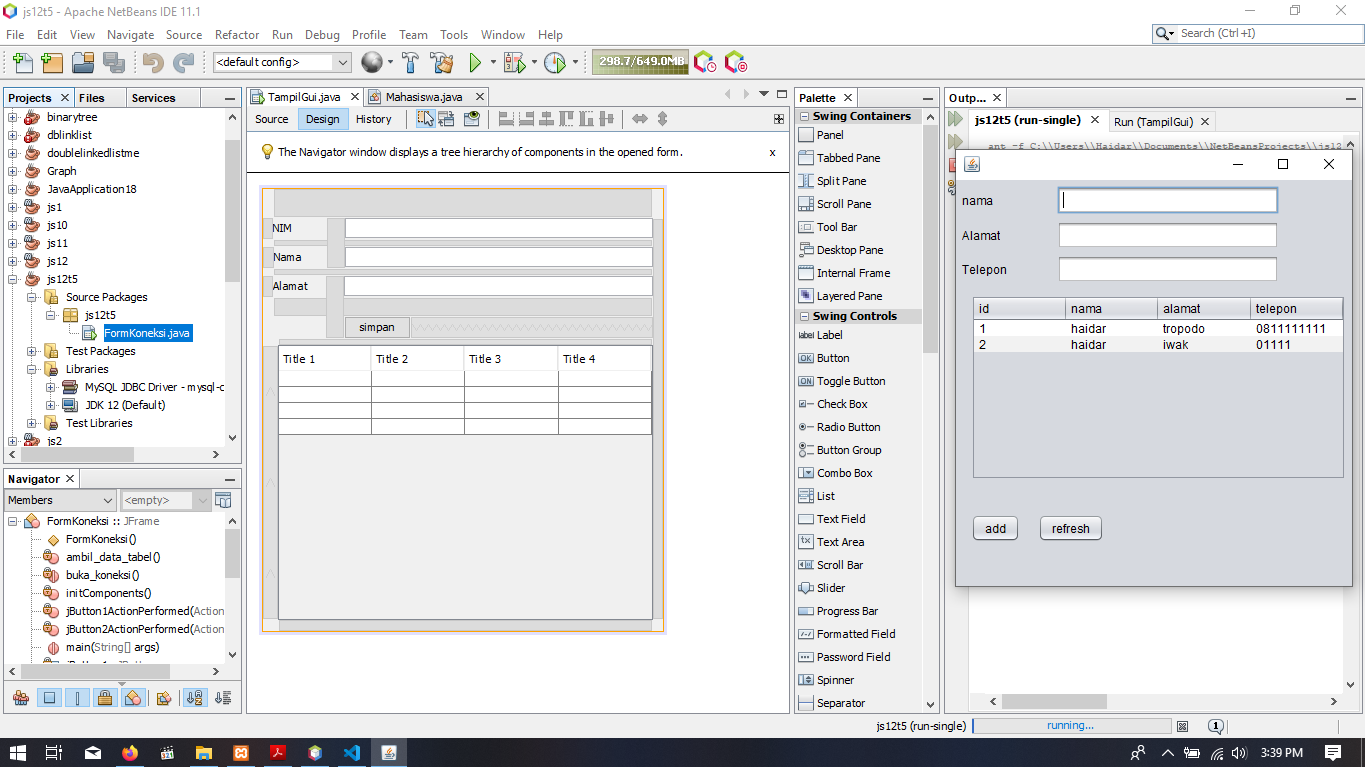 js12t5 - Apache NetBeans IDE 11.1
File Edit View Navigate Source Refactor Run Debug Profile Team Tools Window Help
Search (Ctrl+I)
<default config>
298.7/649.0MB
Projects
Files
Services
binarytree
dblinklist
doublelinkedlistme
Graph
JavaApplication18
js1
js10
js11
js12
js12t5
Source Packages
js12t5
FormKoneksi.java
Test Packages
Libraries
MySQL JDBC Driver - mysql-c
JDK 12 (Default)
Test Libraries
js2
Navigator
Members
<empty>
FormKoneksi :: JFrame
FormKoneksi()
ambil_data_tabel()
buka_koneksi()
initComponents()
jButton1ActionPerformed(Action
jButton2ActionPerformed(Action
main(String[] args)
TampilGui.java
Mahasiswa.java
Source
Design
History
The Navigator window displays a tree hierarchy of components in the opened form.
x
NIM
Nama
Alamat
simpan
Title 1 Title 2 Title 3 Title 4
Palette
Swing Containers
Panel
Tabbed Pane
Split Pane
Scroll Pane
Tool Bar
Desktop Pane
Internal Frame
Layered Pane
Swing Controls
label Label
OK Button
ON Toggle Button
Check Box
Radio Button
Button Group
Combo Box
List
Text Field
Text Area
Scroll Bar
Slider
Progress Bar
Formatted Field
Password Field
Spinner
Separator
Outp...
js12t5 (run-single)
Run (TampilGui)
ant -f C:\\Users\\Haidar\\Documents\\NetBeansProjects\\js12
nama
Alamat
Telepon
id nama alamat telepon
1 haidar tropodo 0811111111
2 haidar iwak 01111
add
refresh
js12t5 (run-single)
running...
1
3:39 PM